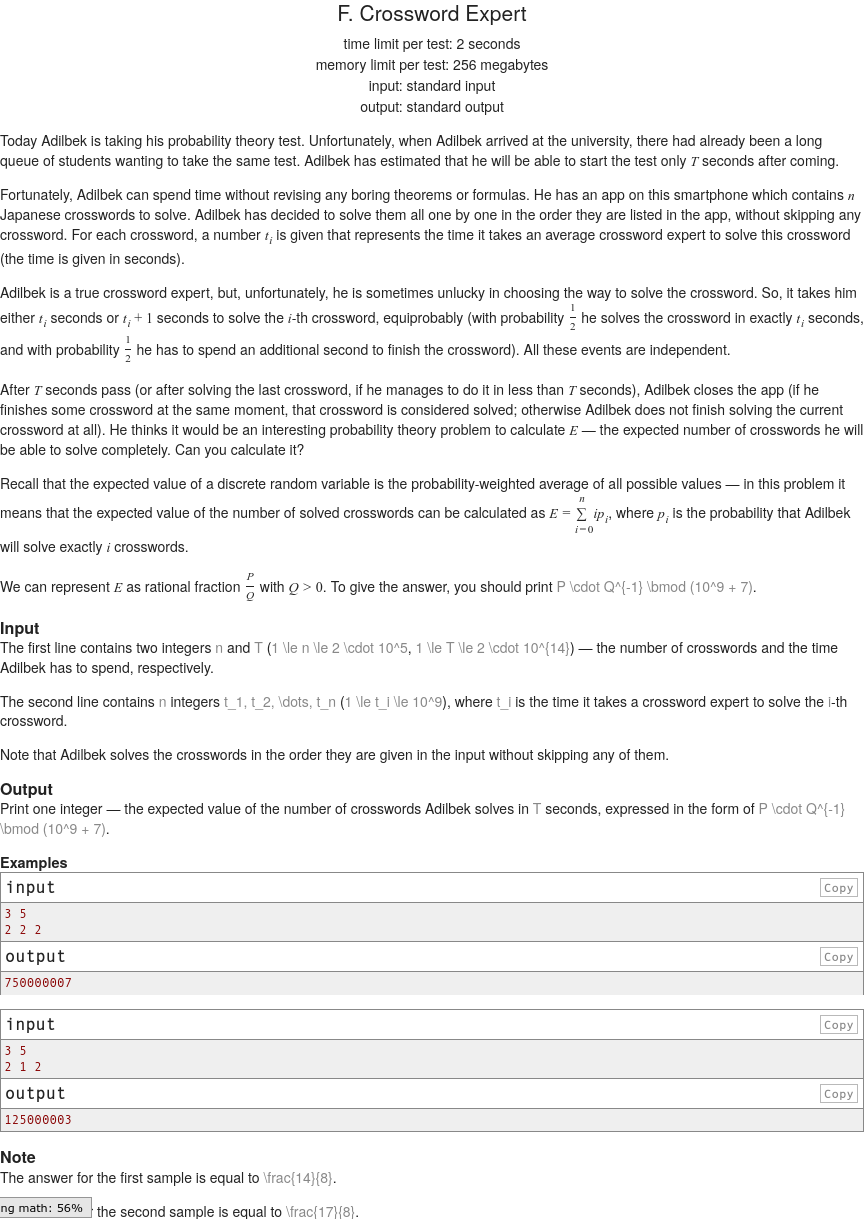 F. Crossword Expert
time limit per test: 2 seconds
memory limit per test: 256 megabytes
input: standard input
output: standard output
Today Adilbek is taking his probability theory test. Unfortunately, when Adilbek arrived at the university, there had already been a long
queue of students wanting to take the same test. Adilbek has estimated that he will be able to start the test only T seconds after coming.
Fortunately, Adilbek can spend time without revising any boring theorems or formulas. He has an app on this smartphone which contains n
Japanese crosswords to solve. Adilbek has decided to solve them all one by one in the order they are listed in the app, without skipping any
crossword. For each crossword, a number t_i is given that represents the time it takes an average crossword expert to solve this crossword
(the time is given in seconds).
Adilbek is a true crossword expert, but, unfortunately, he is sometimes unlucky in choosing the way to solve the crossword. So, it takes him
either t_i seconds or t_i + 1 seconds to solve the i-th crossword, equiprobably (with probability 1/2 he solves the crossword in exactly t_i seconds,
and with probability 1/2 he has to spend an additional second to finish the crossword). All these events are independent.
After T seconds pass (or after solving the last crossword, if he manages to do it in less than T seconds), Adilbek closes the app (if he
finishes some crossword at the same moment, that crossword is considered solved; otherwise Adilbek does not finish solving the current
crossword at all). He thinks it would be an interesting probability theory problem to calculate E — the expected number of crosswords he will
be able to solve completely. Can you calculate it?
Recall that the expected value of a discrete random variable is the probability-weighted average of all possible values — in this problem it
means that the expected value of the number of solved crosswords can be calculated as E = ∑_{i=0}^{n} ip_i, where p_i is the probability that Adilbek
will solve exactly i crosswords.
We can represent E as rational fraction P/Q with Q > 0. To give the answer, you should print P \cdot Q^{-1} \bmod (10^9 + 7).
Input
The first line contains two integers n and T (1 \le n \le 2 \cdot 10^5, 1 \le T \le 2 \cdot 10^{14}) — the number of crosswords and the time
Adilbek has to spend, respectively.
The second line contains n integers t_1, t_2, \dots, t_n (1 \le t_i \le 10^9), where t_i is the time it takes a crossword expert to solve the i-th
crossword.
Note that Adilbek solves the crosswords in the order they are given in the input without skipping any of them.
Output
Print one integer — the expected value of the number of crosswords Adilbek solves in T seconds, expressed in the form of P \cdot Q^{-1}
\bmod (10^9 + 7).
Examples
input Copy
3 5
2 2 2
output Copy
750000007
input Copy
3 5
2 1 2
output Copy
125000003
Note
The answer for the first sample is equal to \frac{14}{8}.
ng math: 56% the second sample is equal to \frac{17}{8}.